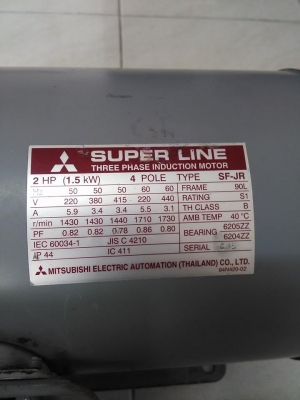 SUPER LINE
THREE PHASE INDUCTION MOTOR
2 HP (1.5 kW) 4 POLE TYPE SF-JR
Hz 50 50 50 60 60 FRAME 90L
V 220 380 415 220 440 RATING S1
A 5.9 3.4 3.4 5.5 3.1 TH CLASS B
r/min 1430 1430 1440 1710 1730 AMB TEMP 40 °C
PF 0.82 0.82 0.78 0.86 0.80 BEARING 6205ZZ
6204ZZ
IEC 60034-1 JIS C 4210
IP 44 IC 411 SERIAL
MITSUBISHI ELECTRIC AUTOMATION (THAILAND) CO., LTD.